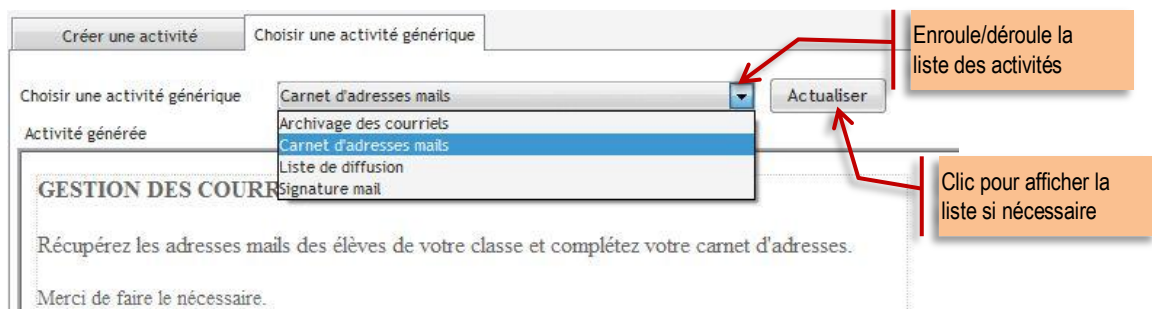 Créer une activité
Choisir une activité générique
Enroule/déroule la
liste des activités
Choisir une activité générique
Carnet d'adresses mails
Actualiser
Archivage des courriels
Carnet d'adresses mails
Liste de diffusion
Signature mail
Activité générée
Clic pour afficher la
liste si nécessaire
GESTION DES COURR
Récupérez les adresses mails des élèves de votre classe et complétez votre carnet d'adresses.
Merci de faire le nécessaire.